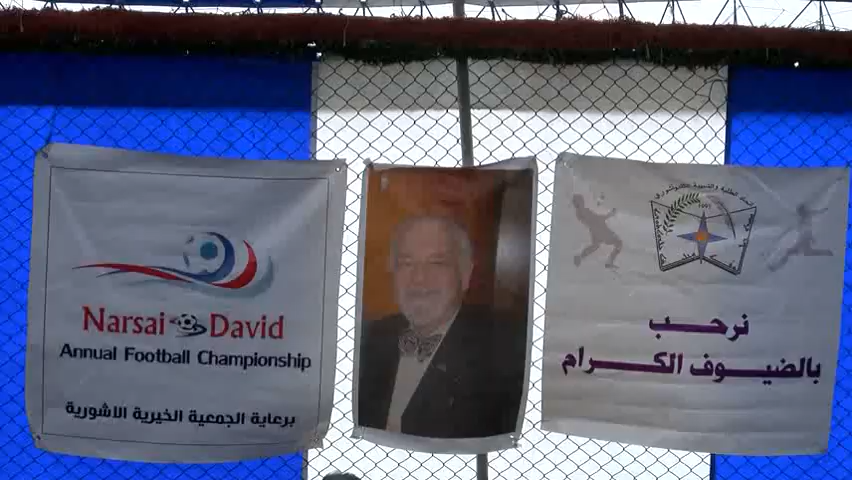 Narsai David
Annual Football Championship
برعاية الجمعية الخيرية الاشورية
نرحب
بالضيوف الكرام